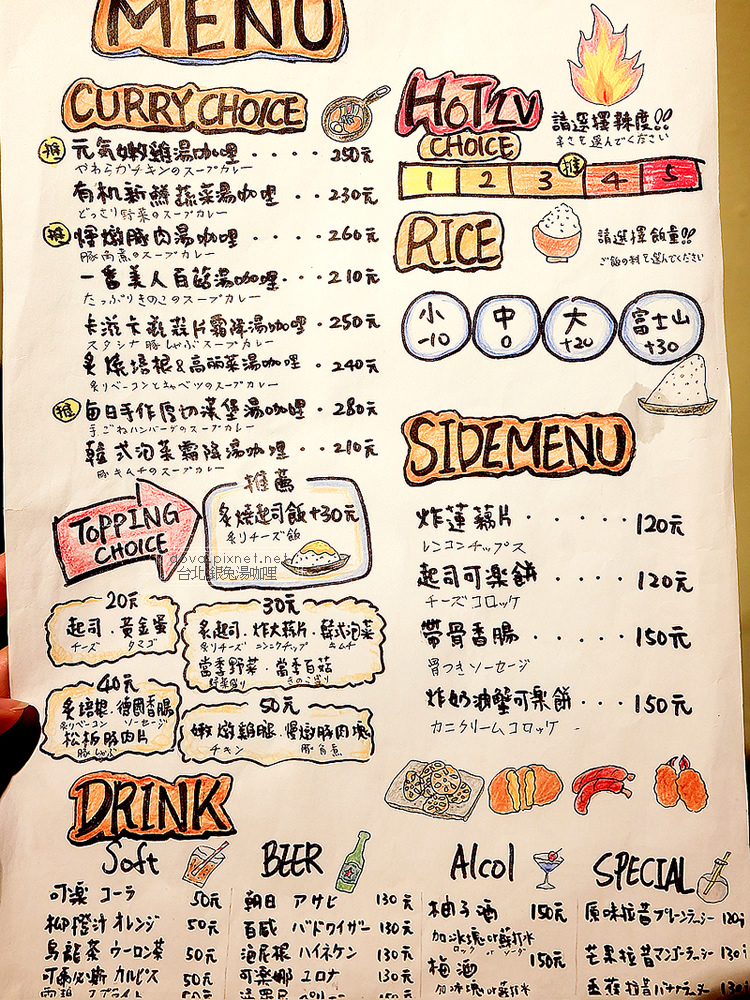 MENU
CURRY CHOICE
推 元気嫩雞湯咖哩 ···· 250元
やわらかチキンのスープカレー
有机新鮮蔬菜湯咖哩 ·· 230元
どっさり野菜のスープカレー
推 慢燉豚肉湯咖哩 ···· 260元
豚角煮のスープカレー
一番美人百菇湯咖哩 ·· 210元
たっぷりきのこのスープカレー
卡滋卡滋蒜片霜降湯咖哩 · 250元
スタミナ豚しゃぶスープカレー
炙燒培根&高丽菜湯咖哩 · 240元
炙りベーコンとキャベツのスープカレー
推 每日手作厚切漢堡湯咖哩 · 280元
手ごねハンバーグのスープカレー
韓式泡菜霜降湯咖哩 ·· 210元
豚キムチのスープカレー
TOPPING CHOICE
推薦
炙燒起司飯+30元
炙りチーズ飯
aova.pixnet.net
台北銀兔湯咖哩
20元
起司.黃金蛋
チーズ タマゴ
30元
炙起司.炸大蒜片.韓式泡菜
炙りチーズ ニンニクチップ キムチ
當季野菜.當季百菇
野菜盛り きのこ盛り
40元
炙培根.德國香腸
炙りベーコン ソーセージ
松板豚肉片
豚しゃぶ
50元
嫩燉雞腿.慢燉豚肉塊
チキン 豚角煮
HOT LV CHOICE
請選擇辣度!!
辛さを選んでください
推
1 2 3 4 5
RICE
請選擇飯量!!
ご飯の料を選んでください
小 -10
中 0
大 +20
富士山 +30
SIDEMENU
炸蓮藕片 ····· 120元
レンコンチップス
起司可樂餅 ···· 120元
チーズコロッケ
帶骨香腸 ····· 150元
骨つきソーセージ
炸奶油蟹可樂餅 ··· 150元
カニクリームコロッケ
DRINK
Soft
可樂 コーラ 50元
柳橙汁 オレンジ 50元
烏龍茶 ウーロン茶 50元
可爾必斯 カルピス 50元
雪碧 スプライト 50元
BEER
朝日 アサヒ 130元
百威 バドワイザー 130元
海尼根 ハイネケン 130元
可樂娜 コロナ 130元
Alcol
柚子酒 150元
加冰塊or蘇打水
ロック or ソーダ
梅酒 150元
加冰塊or蘇打水
SPECIAL
原味拉昔 プレーンラッシー 130
芒果拉昔 マンゴーラッシー 130
香蕉拉昔 バナナラッシー 130